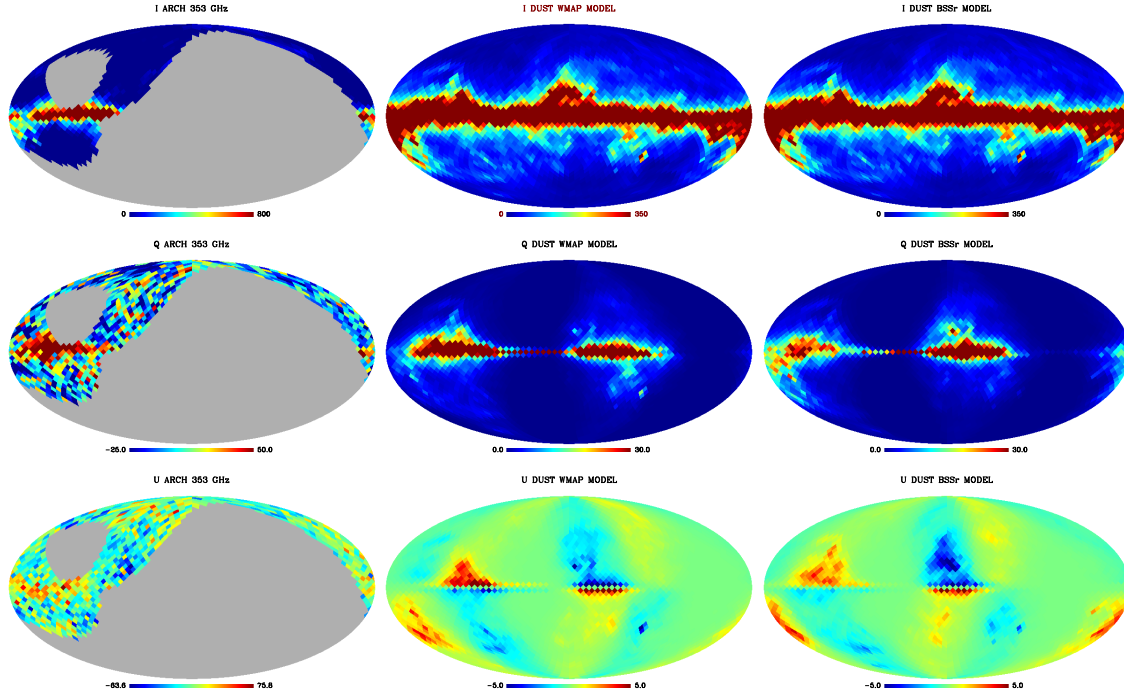 I ARCH 353 GHz
I DUST WMAP MODEL
I DUST BSSr MODEL
0 800
0 350
0 350
Q ARCH 353 GHz
Q DUST WMAP MODEL
Q DUST BSSr MODEL
-25.0 50.0
0.0 30.0
0.0 30.0
U ARCH 353 GHz
U DUST WMAP MODEL
U DUST BSSr MODEL
-63.6 75.8
-5.0 5.0
-5.0 5.0